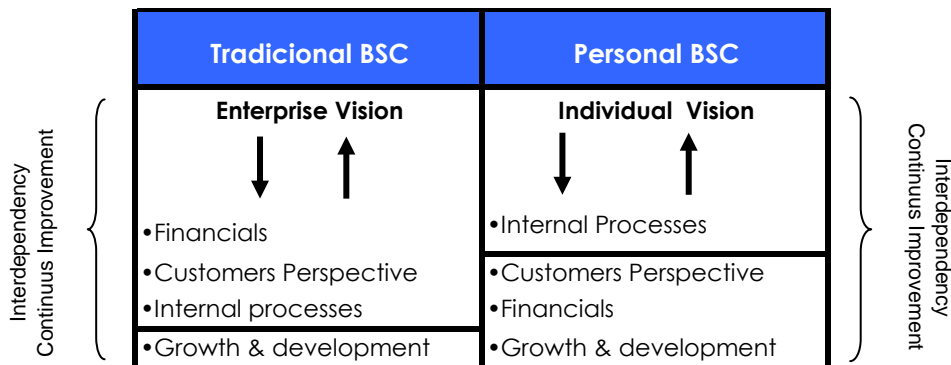 Tradicional BSC
Personal BSC
Interdependency
Continuus Improvement
Enterprise Vision
•Financials
•Customers Perspective
•Internal processes
•Growth & development
Individual Vision
•Internal Processes
•Customers Perspective
•Financials
•Growth & development
Interdependency
Continuus Improvement